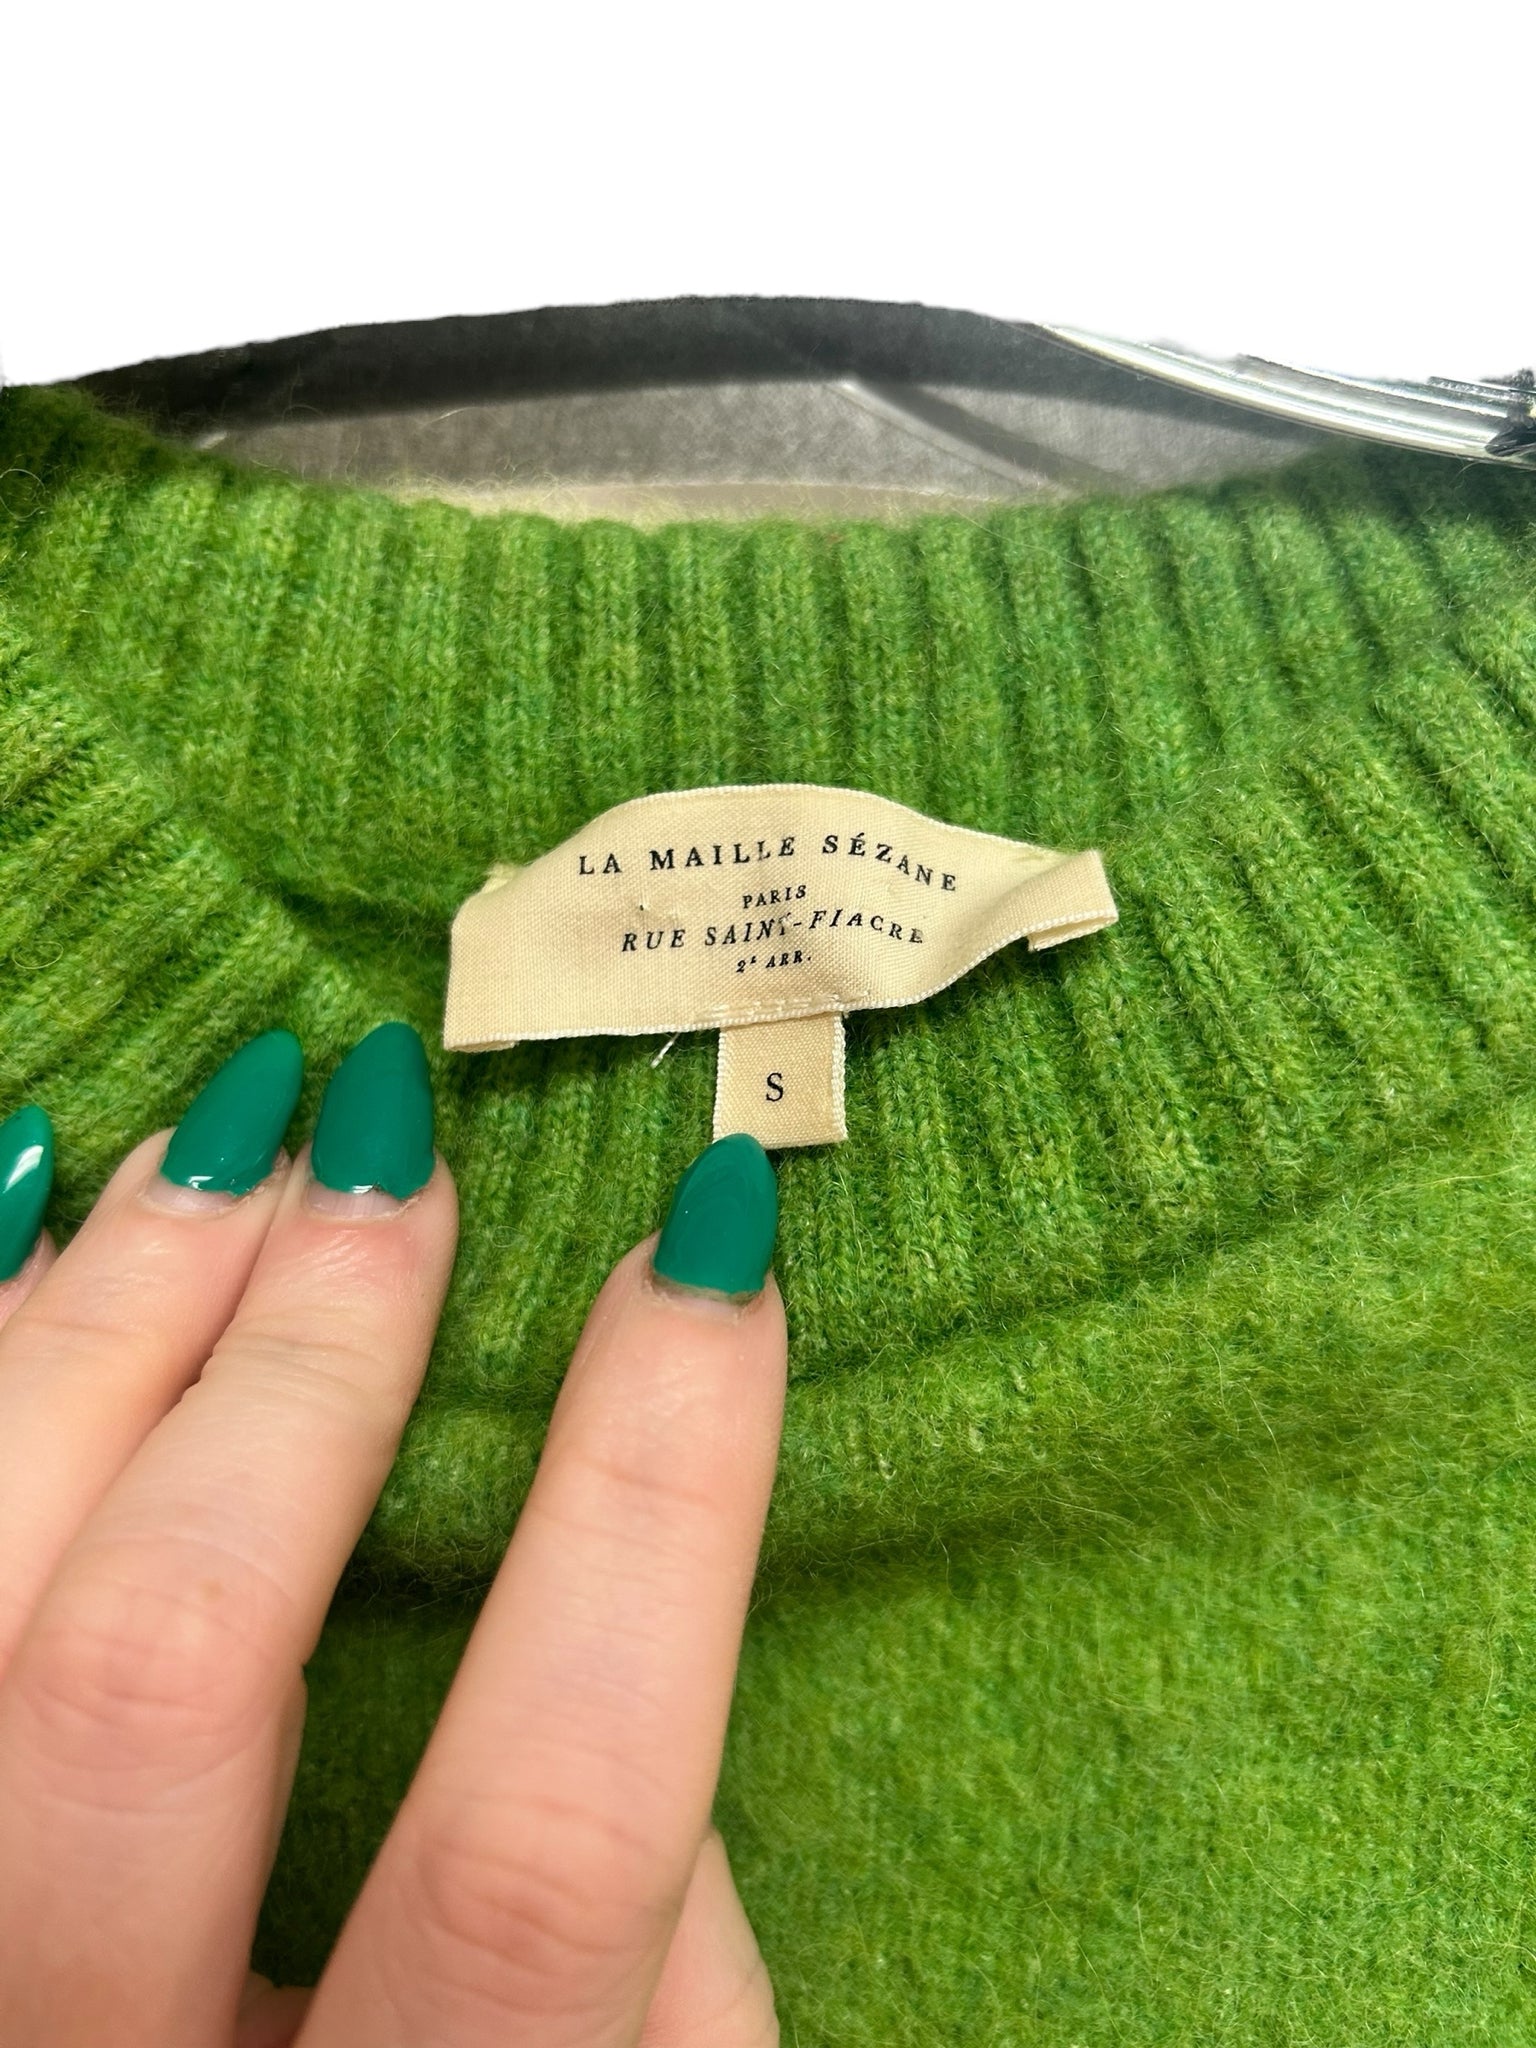 LA MAILLE SÉZANE
PARIS
RUE SAINT-FIACRE
2E ARR.
S